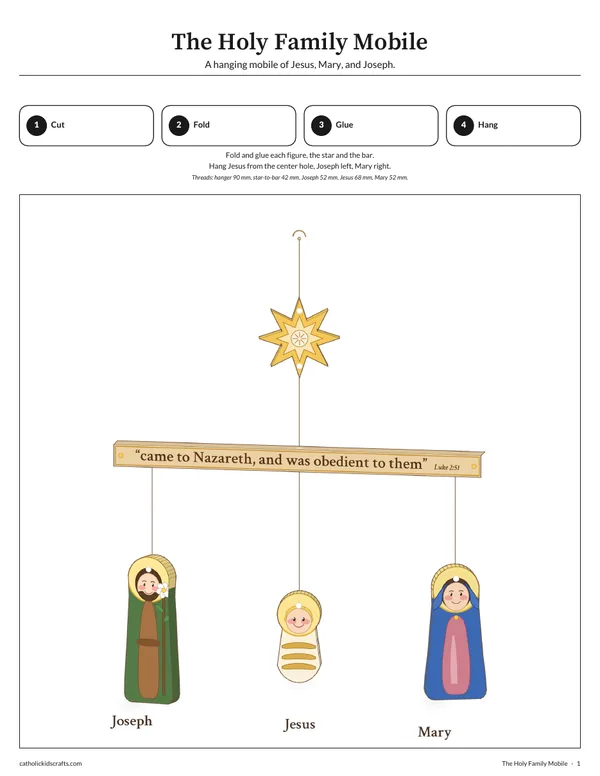 The Holy Family Mobile
A hanging mobile of Jesus, Mary, and Joseph.
1 Cut
2 Fold
3 Glue
4 Hang
Fold and glue each figure, the star and the bar.
Hang Jesus from the center hole, Joseph left, Mary right.
Threads: hanger 90 mm, star-to-bar 42 mm, Joseph 52 mm, Jesus 68 mm, Mary 52 mm.
“came to Nazareth, and was obedient to them” Luke 2:51
Joseph
Jesus
Mary
catholickidscrafts.com
The Holy Family Mobile - 1